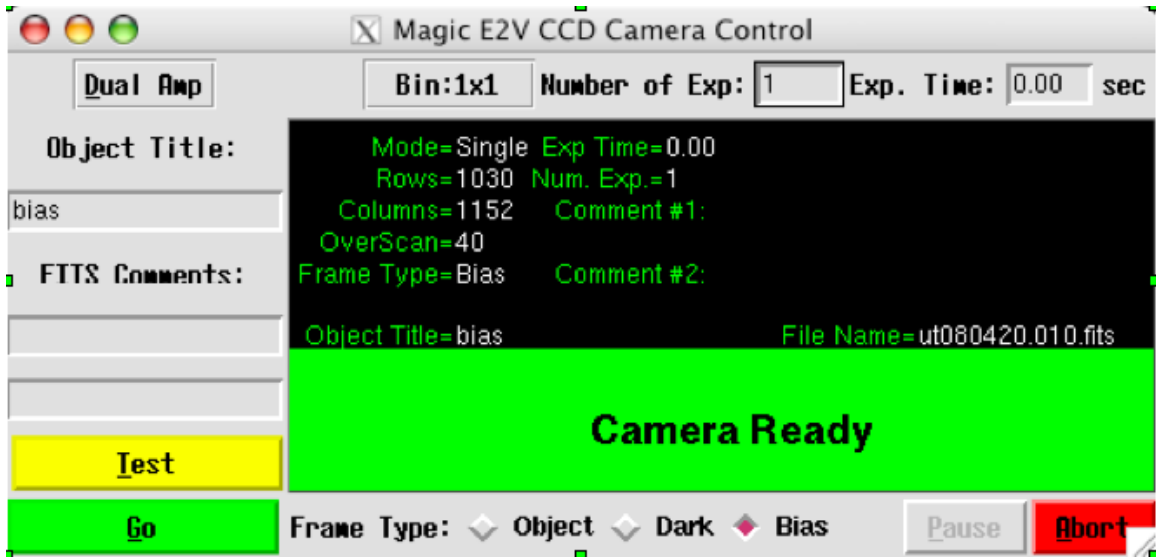 X Magic E2V CCD Camera Control
Dual Amp Bin:1x1 Number of Exp: 1 Exp. Time: 0.00 sec
Object Title:
bias
FITS Comments:
Mode=Single Exp Time=0.00
Rows=1030 Num. Exp.=1
Columns=1152 Comment #1:
OverScan=40
Frame Type=Bias Comment #2:
Object Title=bias File Name=ut080420.010.fits
Camera Ready
Test
Go Frame Type: Object Dark Bias Pause Abort